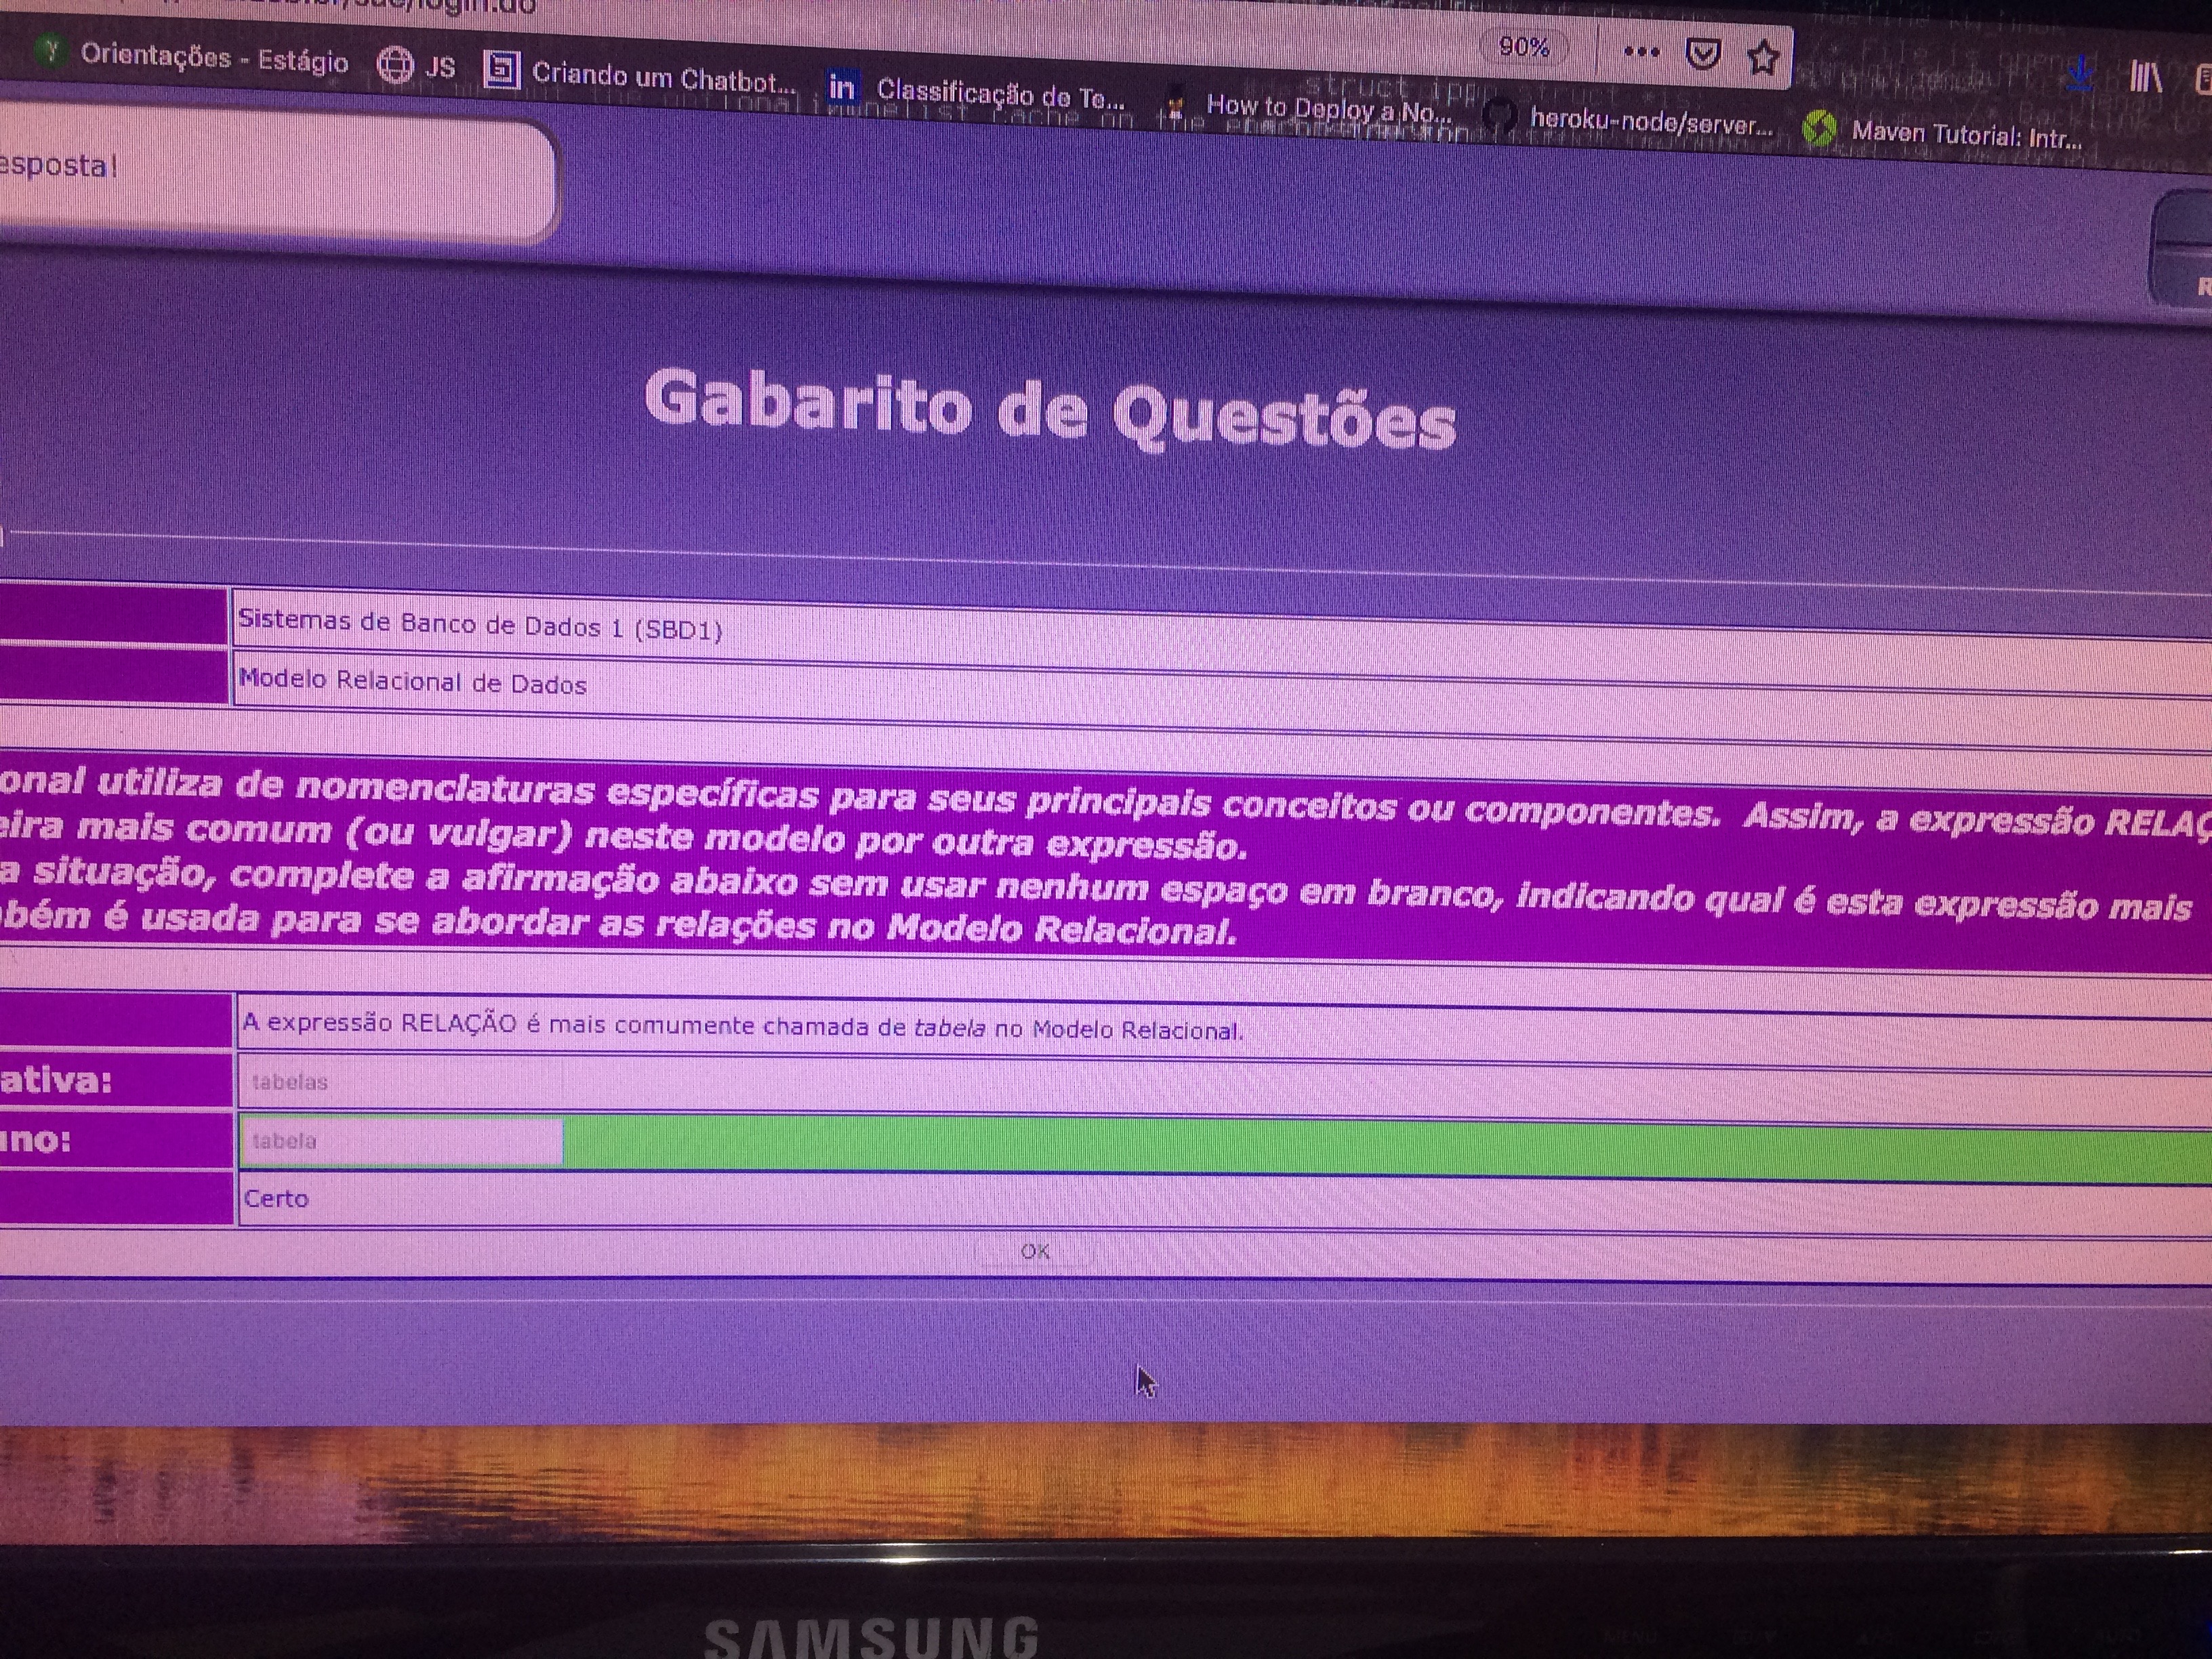 90%
Orientações - Estágio
JS
Criando um Chatbot...
Classificação de Te...
How to Deploy a No...
heroku-node/server...
Maven Tutorial: Intr...
esposta!
Gabarito de Questões
Sistemas de Banco de Dados 1 (SBD1)
Modelo Relacional de Dados
onal utiliza de nomenclaturas específicas para seus principais conceitos ou componentes. Assim, a expressão RELAÇ
eira mais comum (ou vulgar) neste modelo por outra expressão.
a situação, complete a afirmação abaixo sem usar nenhum espaço em branco, indicando qual é esta expressão mais
bém é usada para se abordar as relações no Modelo Relacional.
A expressão RELAÇÃO é mais comumente chamada de tabela no Modelo Relacional.
ativa: tabelas
uno: tabela
Certo
OK
SAMSUNG